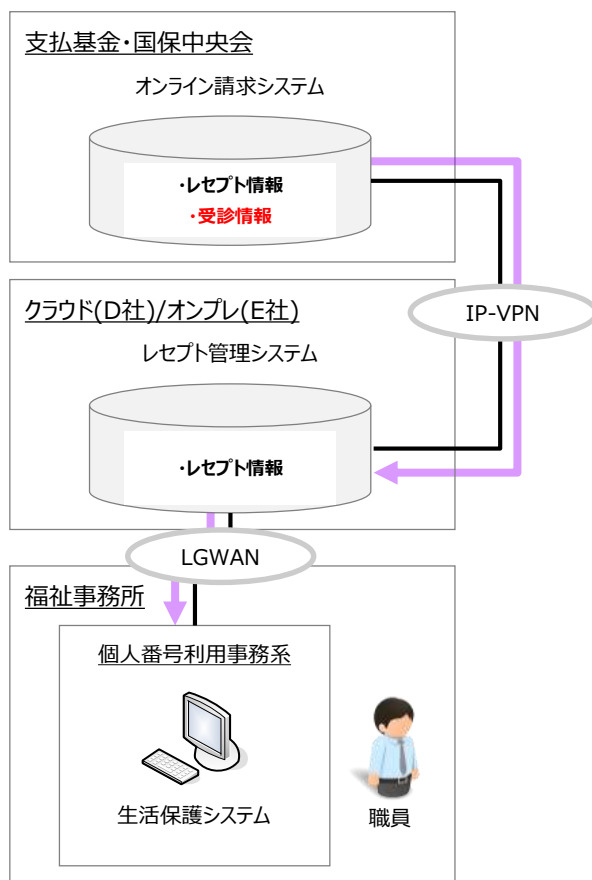 支払基金・国保中央会
オンライン請求システム
・レセプト情報
・受診情報
IP-VPN
クラウド(D社)/オンプレ(E社)
レセプト管理システム
・レセプト情報
LGWAN
福祉事務所
個人番号利用事務系
生活保護システム
職員